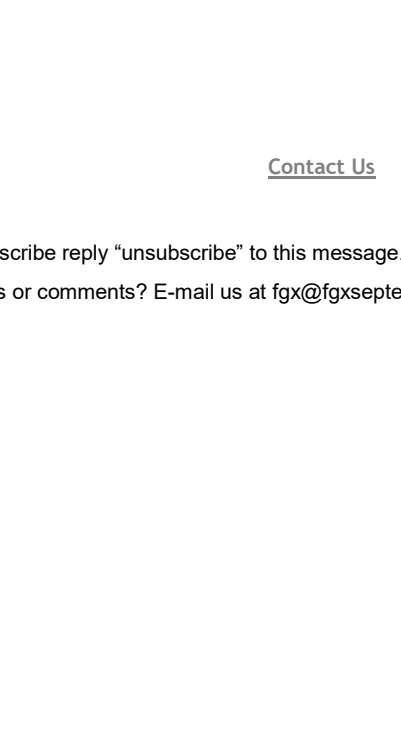 Contact Us
scribe reply “unsubscribe” to this message.
s or comments? E-mail us at fgx@fgxsepte